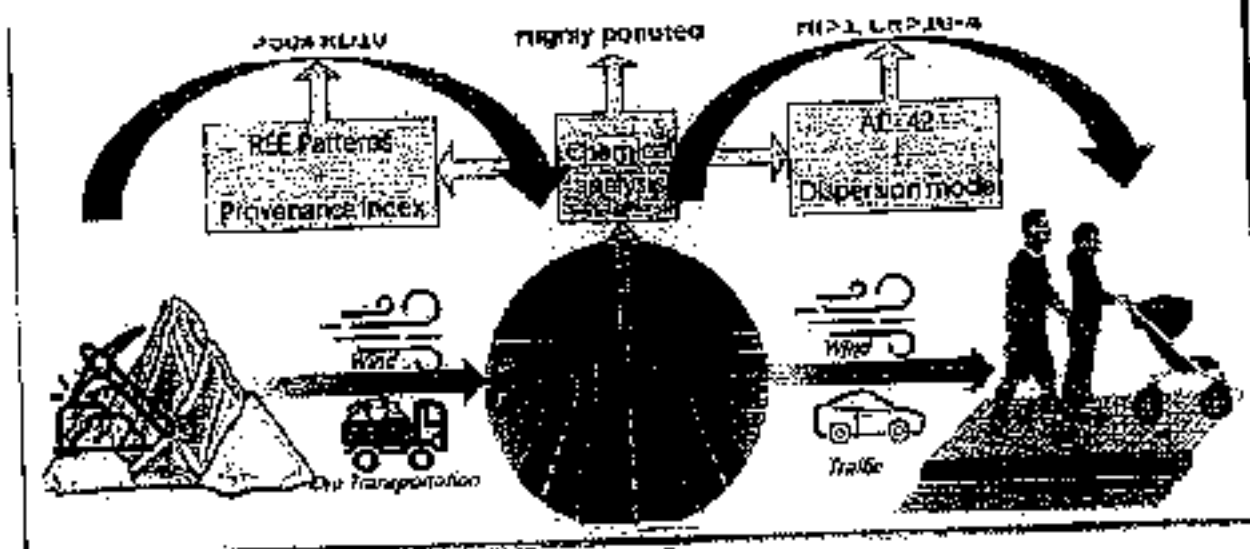 Highly polluted
REE Patterns
+
Provenance Index
Chemical
analysis
AP-42
+
Dispersion model
Wind
Wind
Ore Transportation
Traffic